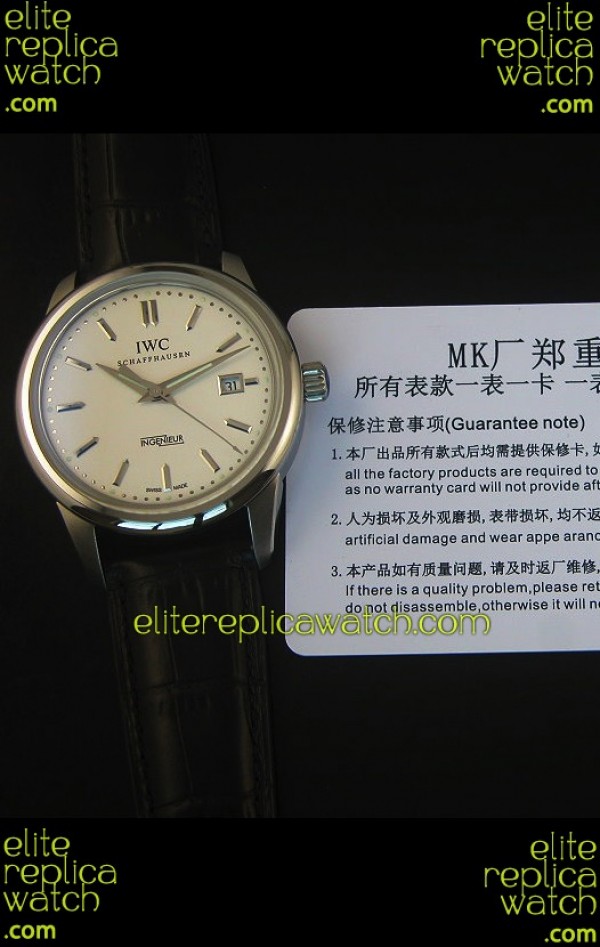 elite
replica
watch
.com
elite
replica
watch
.com
IWC
SCHAFFHAUSEN
31
INGENIEUR
SWISS MADE
MK厂郑重
所有表款一表一卡 一表
保修注意事项(Guarantee note)
1. 本厂出品所有款式后均需提供保修卡,
all the factory products are required to
as no warranty card will not provide aft
2. 人为损坏及外观磨损, 表带损坏, 均不返
artificial damage and wear appe aranc
3. 本产品如有质量问题, 请及时返厂维修,
If there is a quality problem,please ret
do not disassemble,otherwise it will ne
elitereplicawatch.com
elite
replica
watch
.com
elite
replica
watch
.com